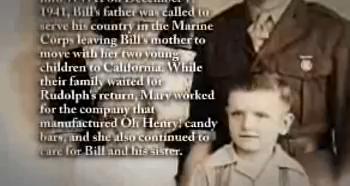 1941, Bill's father was called to
serve his country in the Marine
Corps leaving Bill's mother to
move with her two young
children to California. While
their family waited for
Rudolph's return, Mary worked
for the company that
manufactured Oh Henry! candy
bars, and she also continued to
care for Bill and his sister.